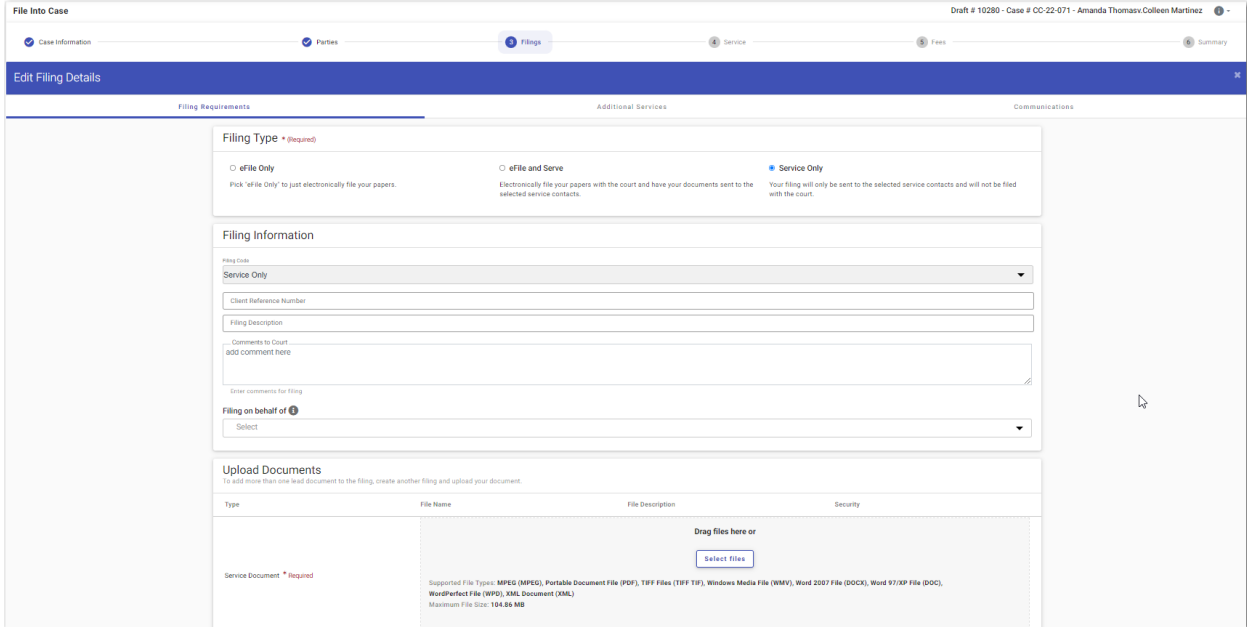 File Into Case
Draft # 10280 - Case # CC-22-071 - Amanda Thomasv.Colleen Martinez
Case Information
Parties
3 Filings
4 Service
5 Fees
6 Summary
Edit Filing Details
Filing Requirements
Additional Services
Communications
Filing Type * (Required)
eFile Only
Pick "eFile Only" to just electronically file your papers.
eFile and Serve
Electronically file your papers with the court and have your documents sent to the
selected service contacts.
Service Only
Your filing will only be sent to the selected service contacts and will not be filed
with the court.
Filing Information
Filing Code
Service Only
Client Reference Number
Filing Description
Comments to Court
add comment here
Enter comments for filing
Filing on behalf of
Select
Upload Documents
To add more than one lead document to the filing, create another filing and upload your document.
Type
File Name
File Description
Security
Service Document * Required
Drag files here or
Select files
Supported File Types: MPEG (MPEG), Portable Document File (PDF), TIFF Files (TIFF TIF), Windows Media File (WMV), Word 2007 File (DOCX), Word 97/XP File (DOC),
WordPerfect File (WPD), XML Document (XML)
Maximum File Size: 104.86 MB